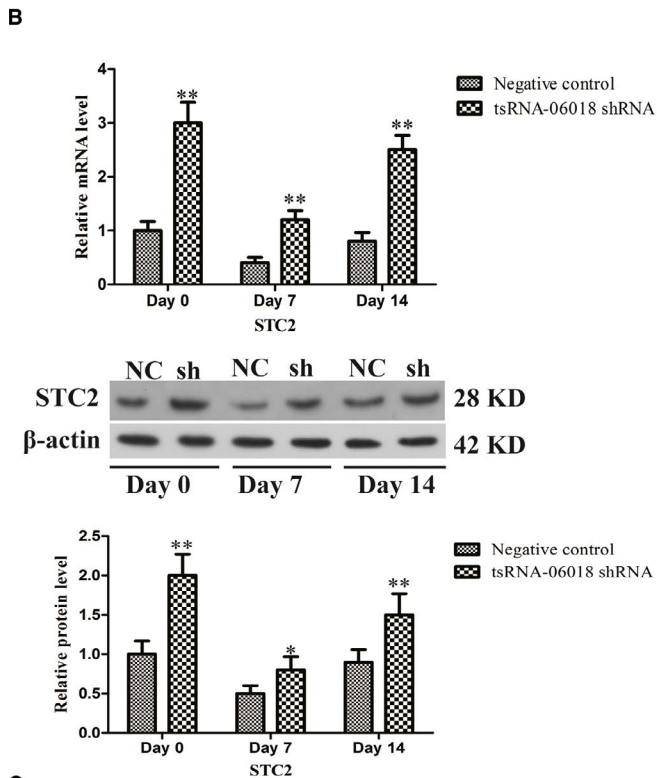 B
4
3
2
1
0
Relative mRNA level
** ** **
Day 0 Day 7 Day 14
STC2
Negative control
tsRNA-06018 shRNA
NC sh NC sh NC sh
STC2 28 KD
β-actin 42 KD
Day 0 Day 7 Day 14
2.5
2.0
1.5
1.0
0.5
0.0
Relative protein level
** * **
Day 0 Day 7 Day 14
STC2
Negative control
tsRNA-06018 shRNA